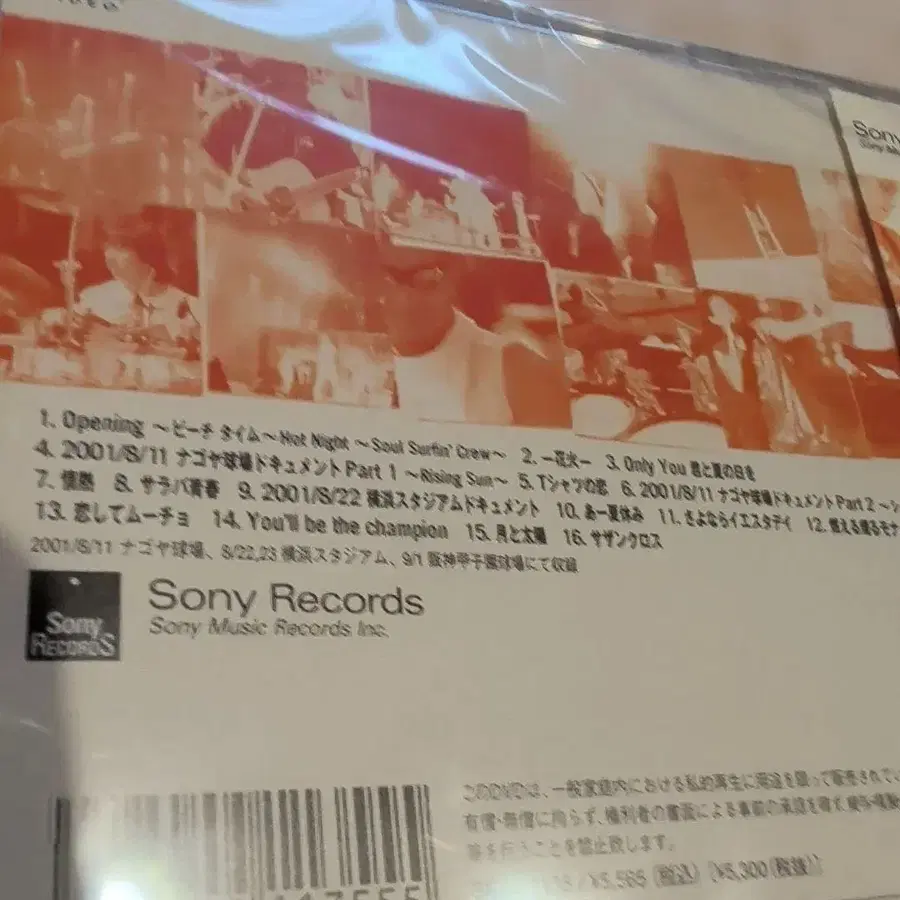 1. Opening ～ビーチ タイム～Hot Night ～Soul Surfin' Crew～ 2. 一花火一 3. Only You 君と夏の日を
4. 2001/8/11 ナゴヤ球場ドキュメント Part 1 ～Rising Sun～ 5. Tシャツの恋 6. 2001/8/11 ナゴヤ球場ドキュメント Part 2 ～
7. 情熱 8. サラバ青春 9. 2001/8/22 横浜スタジアムドキュメント 10. あー夏休み 11. さよならイエスタデイ 12.
13. 恋してムーチョ 14. You'll be the champion 15. 月と太陽 16. サザンクロス
2001/8/11 ナゴヤ球場、8/22,23 横浜スタジアム、9/1 阪神甲子園球場にて収録
Sony Records
Sony Music Records Inc.
Sony
RECORDS
このDVDは、一般家庭内における私的再生に用途を限って販売されてい
有償・無償に拘らず、権利者の書面による事前の承諾を得ず、
等を行うことを禁止致します。
/¥5,565 (税込) [¥5,300(税抜)]
Sony